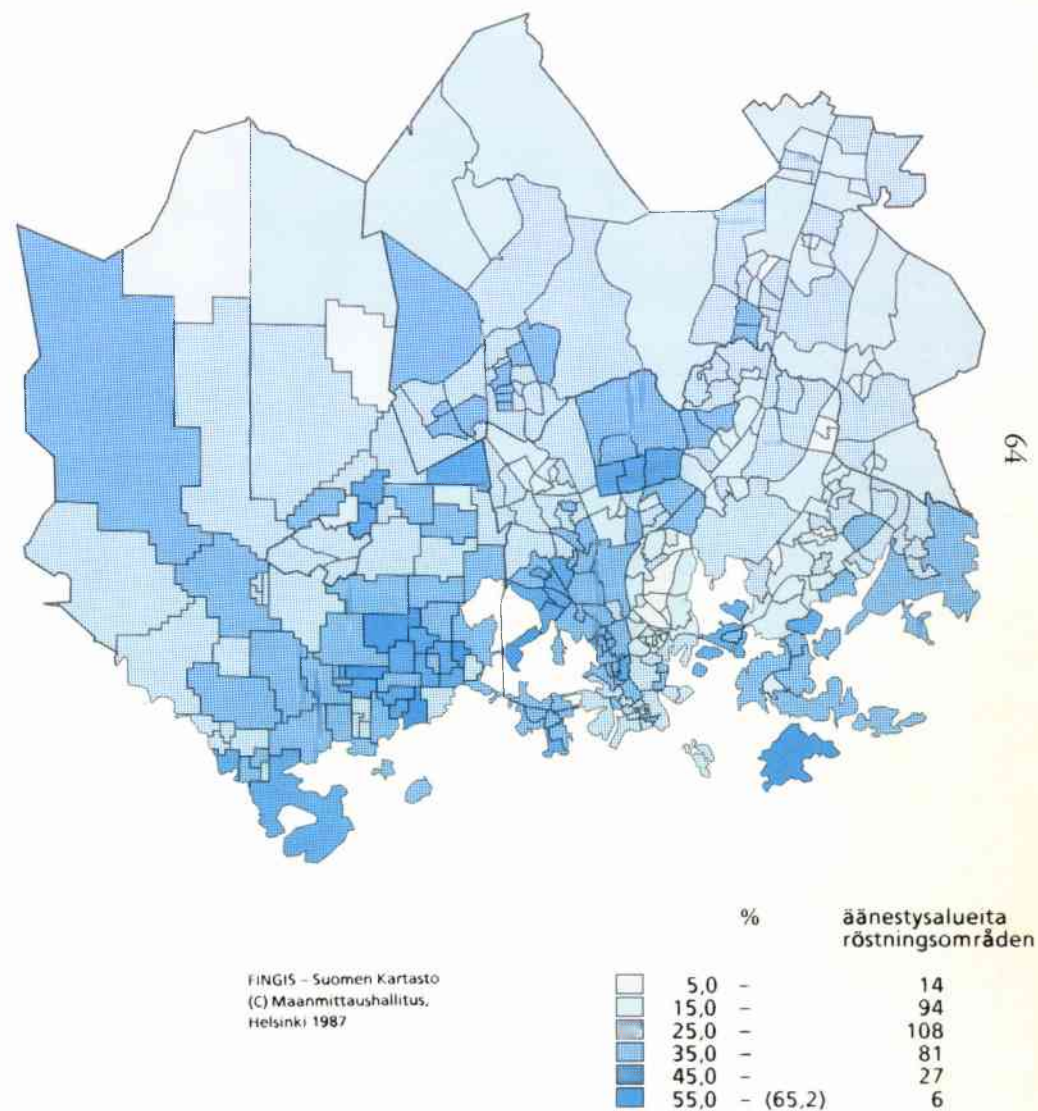 64
% äänestysalueita
röstningsområden
FINGIS – Suomen Kartasto
(C) Maanmittaushallitus,
Helsinki 1987
5,0 – 14
15,0 – 94
25,0 – 108
35,0 – 81
45,0 – 27
55,0 – (65,2) 6